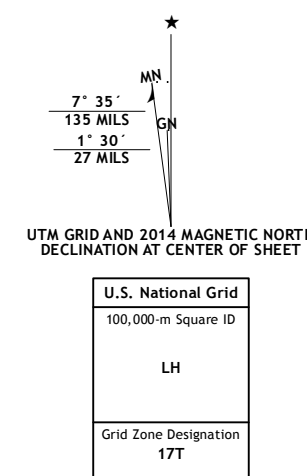 MN
7° 35´
135 MILS
GN
1° 30´
27 MILS
UTM GRID AND 2014 MAGNETIC NORTH
DECLINATION AT CENTER OF SHEET
U.S. National Grid
100,000-m Square ID
LH
Grid Zone Designation
17T